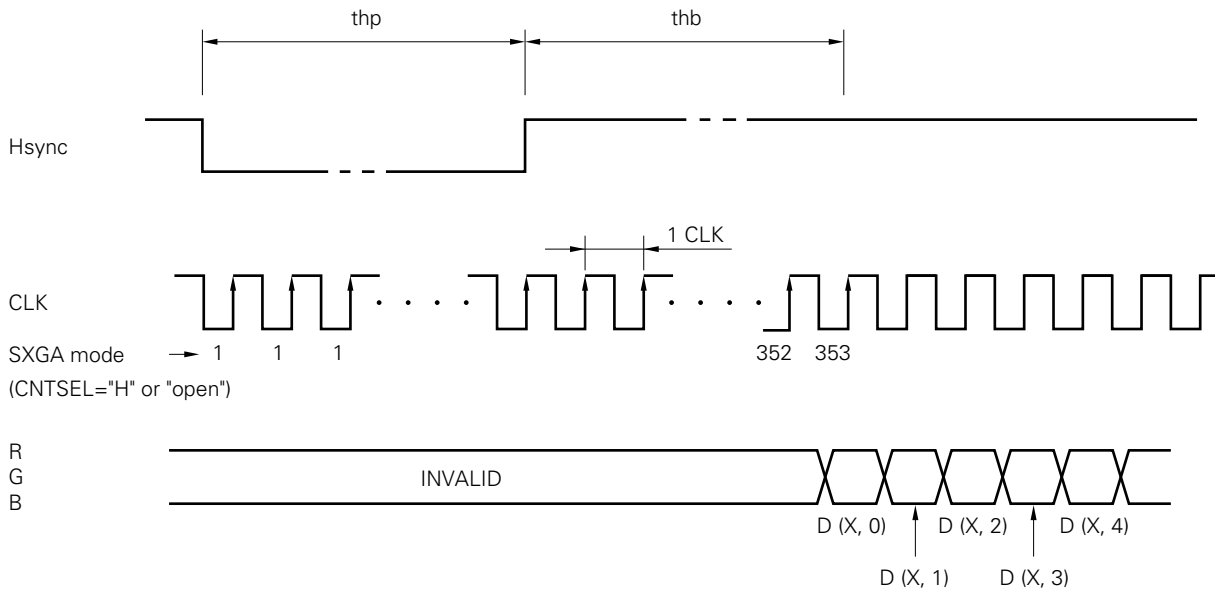 thp thb
Hsync
1 CLK
CLK
SXGA mode 1 1 1 352 353
(CNTSEL="H" or "open")
R
G INVALID
B
D (X, 0) D (X, 2) D (X, 4)
D (X, 1) D (X, 3)